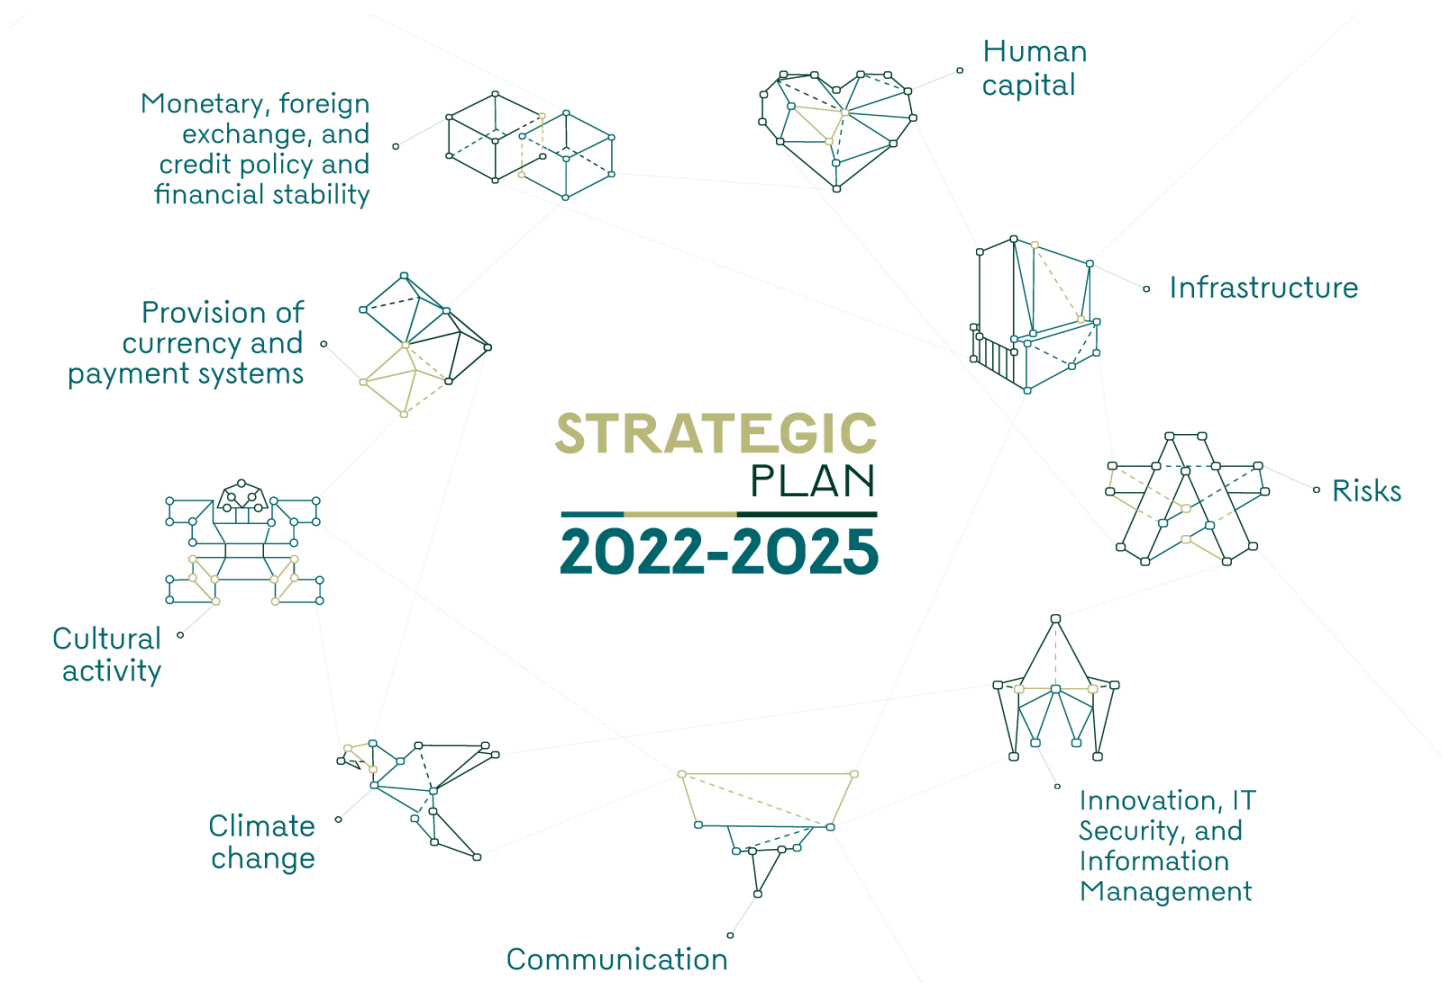 Human
capital
Monetary, foreign
exchange, and
credit policy and
financial stability
Infrastructure
Provision of
currency and
payment systems
STRATEGIC
PLAN
2022-2025
Risks
Cultural
activity
Climate
change
Innovation, IT
Security, and
Information
Management
Communication